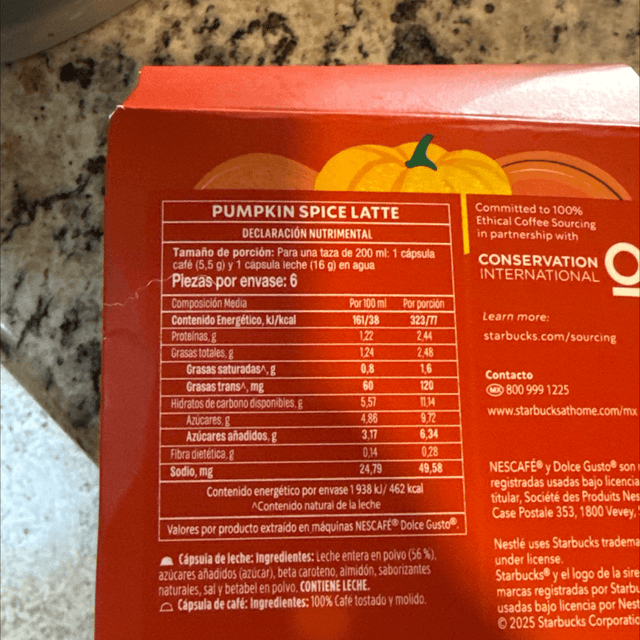 PUMPKIN SPICE LATTE
DECLARACIÓN NUTRIMENTAL
Tamaño de porción: Para una taza de 200 ml: 1 cápsula
café (5,5 g) y 1 cápsula leche (16 g) en agua
Piezas por envase: 6
Composición Media Por 100 ml Por porción
Contenido Energético, kJ/kcal 161/38 323/77
Proteínas, g 1,22 2,44
Grasas totales, g 1,24 2,48
Grasas saturadas^, g 0,8 1,6
Grasas trans^, mg 60 120
Hidratos de carbono disponibles, g 5,57 11,14
Azúcares, g 4,86 9,72
Azúcares añadidos, g 3,17 6,34
Fibra dietética, g 0,14 0,28
Sodio, mg 24,79 49,58
Contenido energético por envase 1 938 kJ/ 462 kcal
^Contenido natural de la leche
Valores por producto extraído en máquinas NESCAFÉ® Dolce Gusto®.
Cápsula de leche: Ingredientes: Leche entera en polvo (56 %),
azúcares añadidos (azúcar), beta caroteno, almidón, saborizantes
naturales, sal y betabel en polvo. CONTIENE LECHE.
Cápsula de café: Ingredientes: 100% Café tostado y molido.
Committed to 100%
Ethical Coffee Sourcing
in partnership with
CONSERVATION
INTERNATIONAL
Learn more:
starbucks.com/sourcing
Contacto
MX 800 999 1225
www.starbucksathome.com/mx
NESCAFÉ® y Dolce Gusto® son
registradas usadas bajo licencia
titular, Société des Produits Nes
Case Postale 353, 1800 Vevey,
Nestlé uses Starbucks tradema
under license.
Starbucks® y el logo de la sire
marcas registradas por Starbu
usadas bajo licencia por Nest
© 2025 Starbucks Corporatio